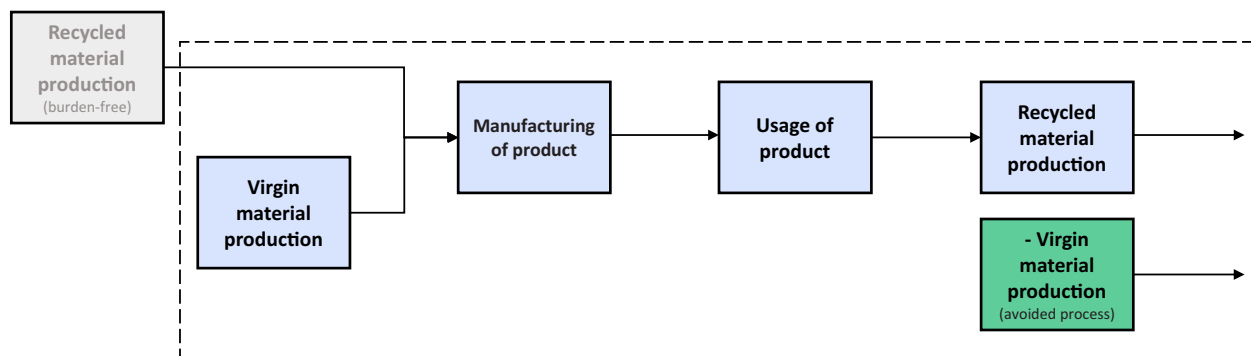 Recycled
material
production
(burden-free)
Virgin
material
production
Manufacturing
of product
Usage of
product
Recycled
material
production
- Virgin
material
production
(avoided process)